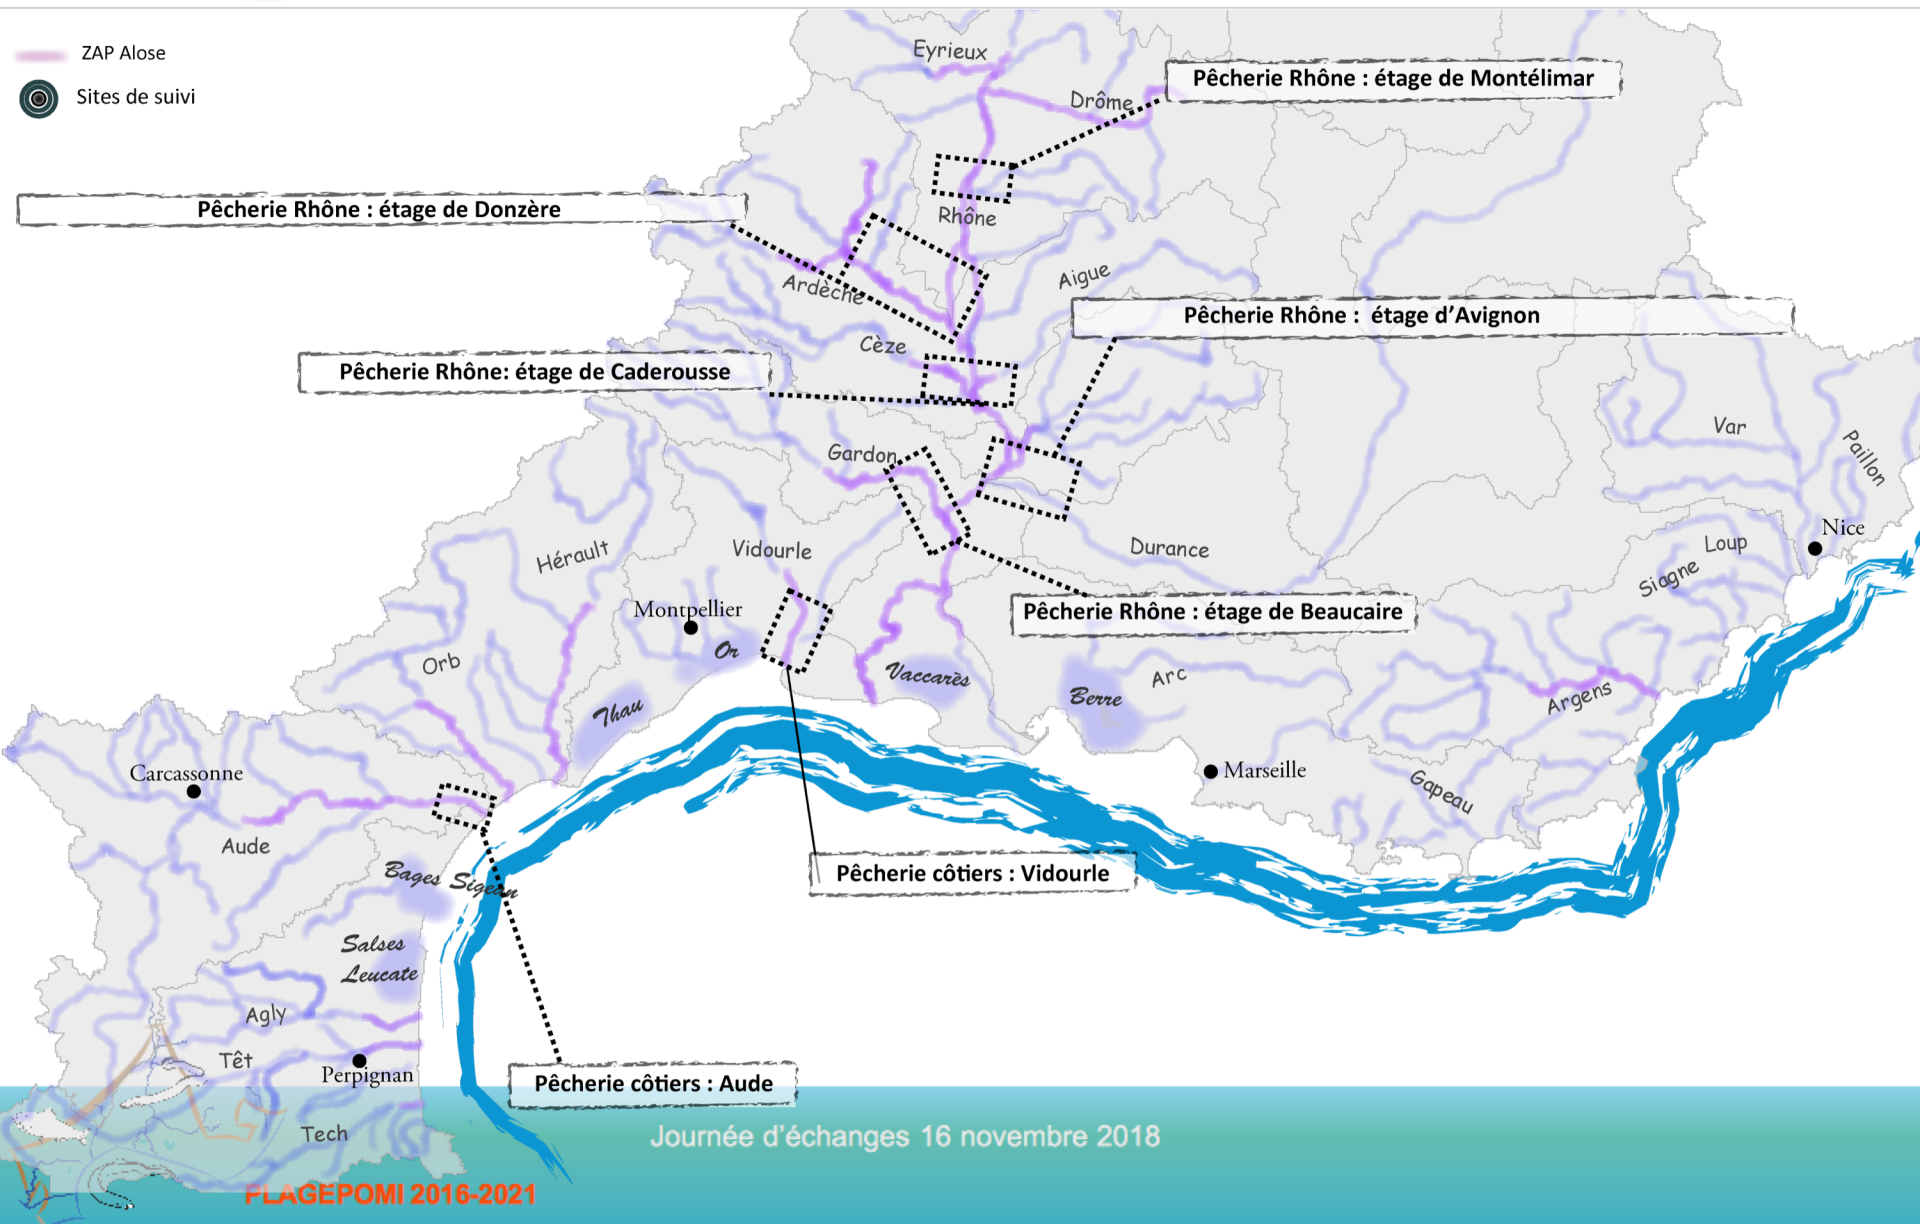 ZAP Alose
Sites de suivi
Eyrieux
Pêcherie Rhône : étage de Montélimar
Drôme
Pêcherie Rhône : étage de Donzère
Rhône
Ardèche
Aigue
Pêcherie Rhône :  étage d’Avignon
Cèze
Pêcherie Rhône: étage de Caderousse
Var
Paillon
Gardon
Nice
Hérault
Vidourle
Durance
Loup
Siagne
Montpellier
Pêcherie Rhône : étage de Beaucaire
Or
Orb
Vaccarès
Arc
Berre
Argens
Thau
Carcassonne
Marseille
Gapeau
Aude
Bages Sigean
Pêcherie côtiers : Vidourle
Salses
Leucate
Agly
Têt
Perpignan
Pêcherie côtiers : Aude
Tech
Journée d’échanges 16 novembre 2018
PLAGEPOMI 2016-2021